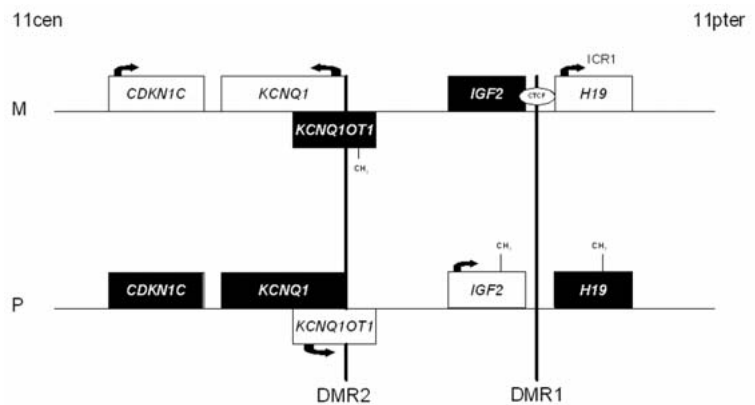 11cen 11pter
ICR1
CDKN1C KCNQ1 IGF2 CTCF H19
M
KCNQ1OT1
CH₃
CH₃ CH₃
CDKN1C KCNQ1 IGF2 H19
P
KCNQ1OT1
DMR2 DMR1